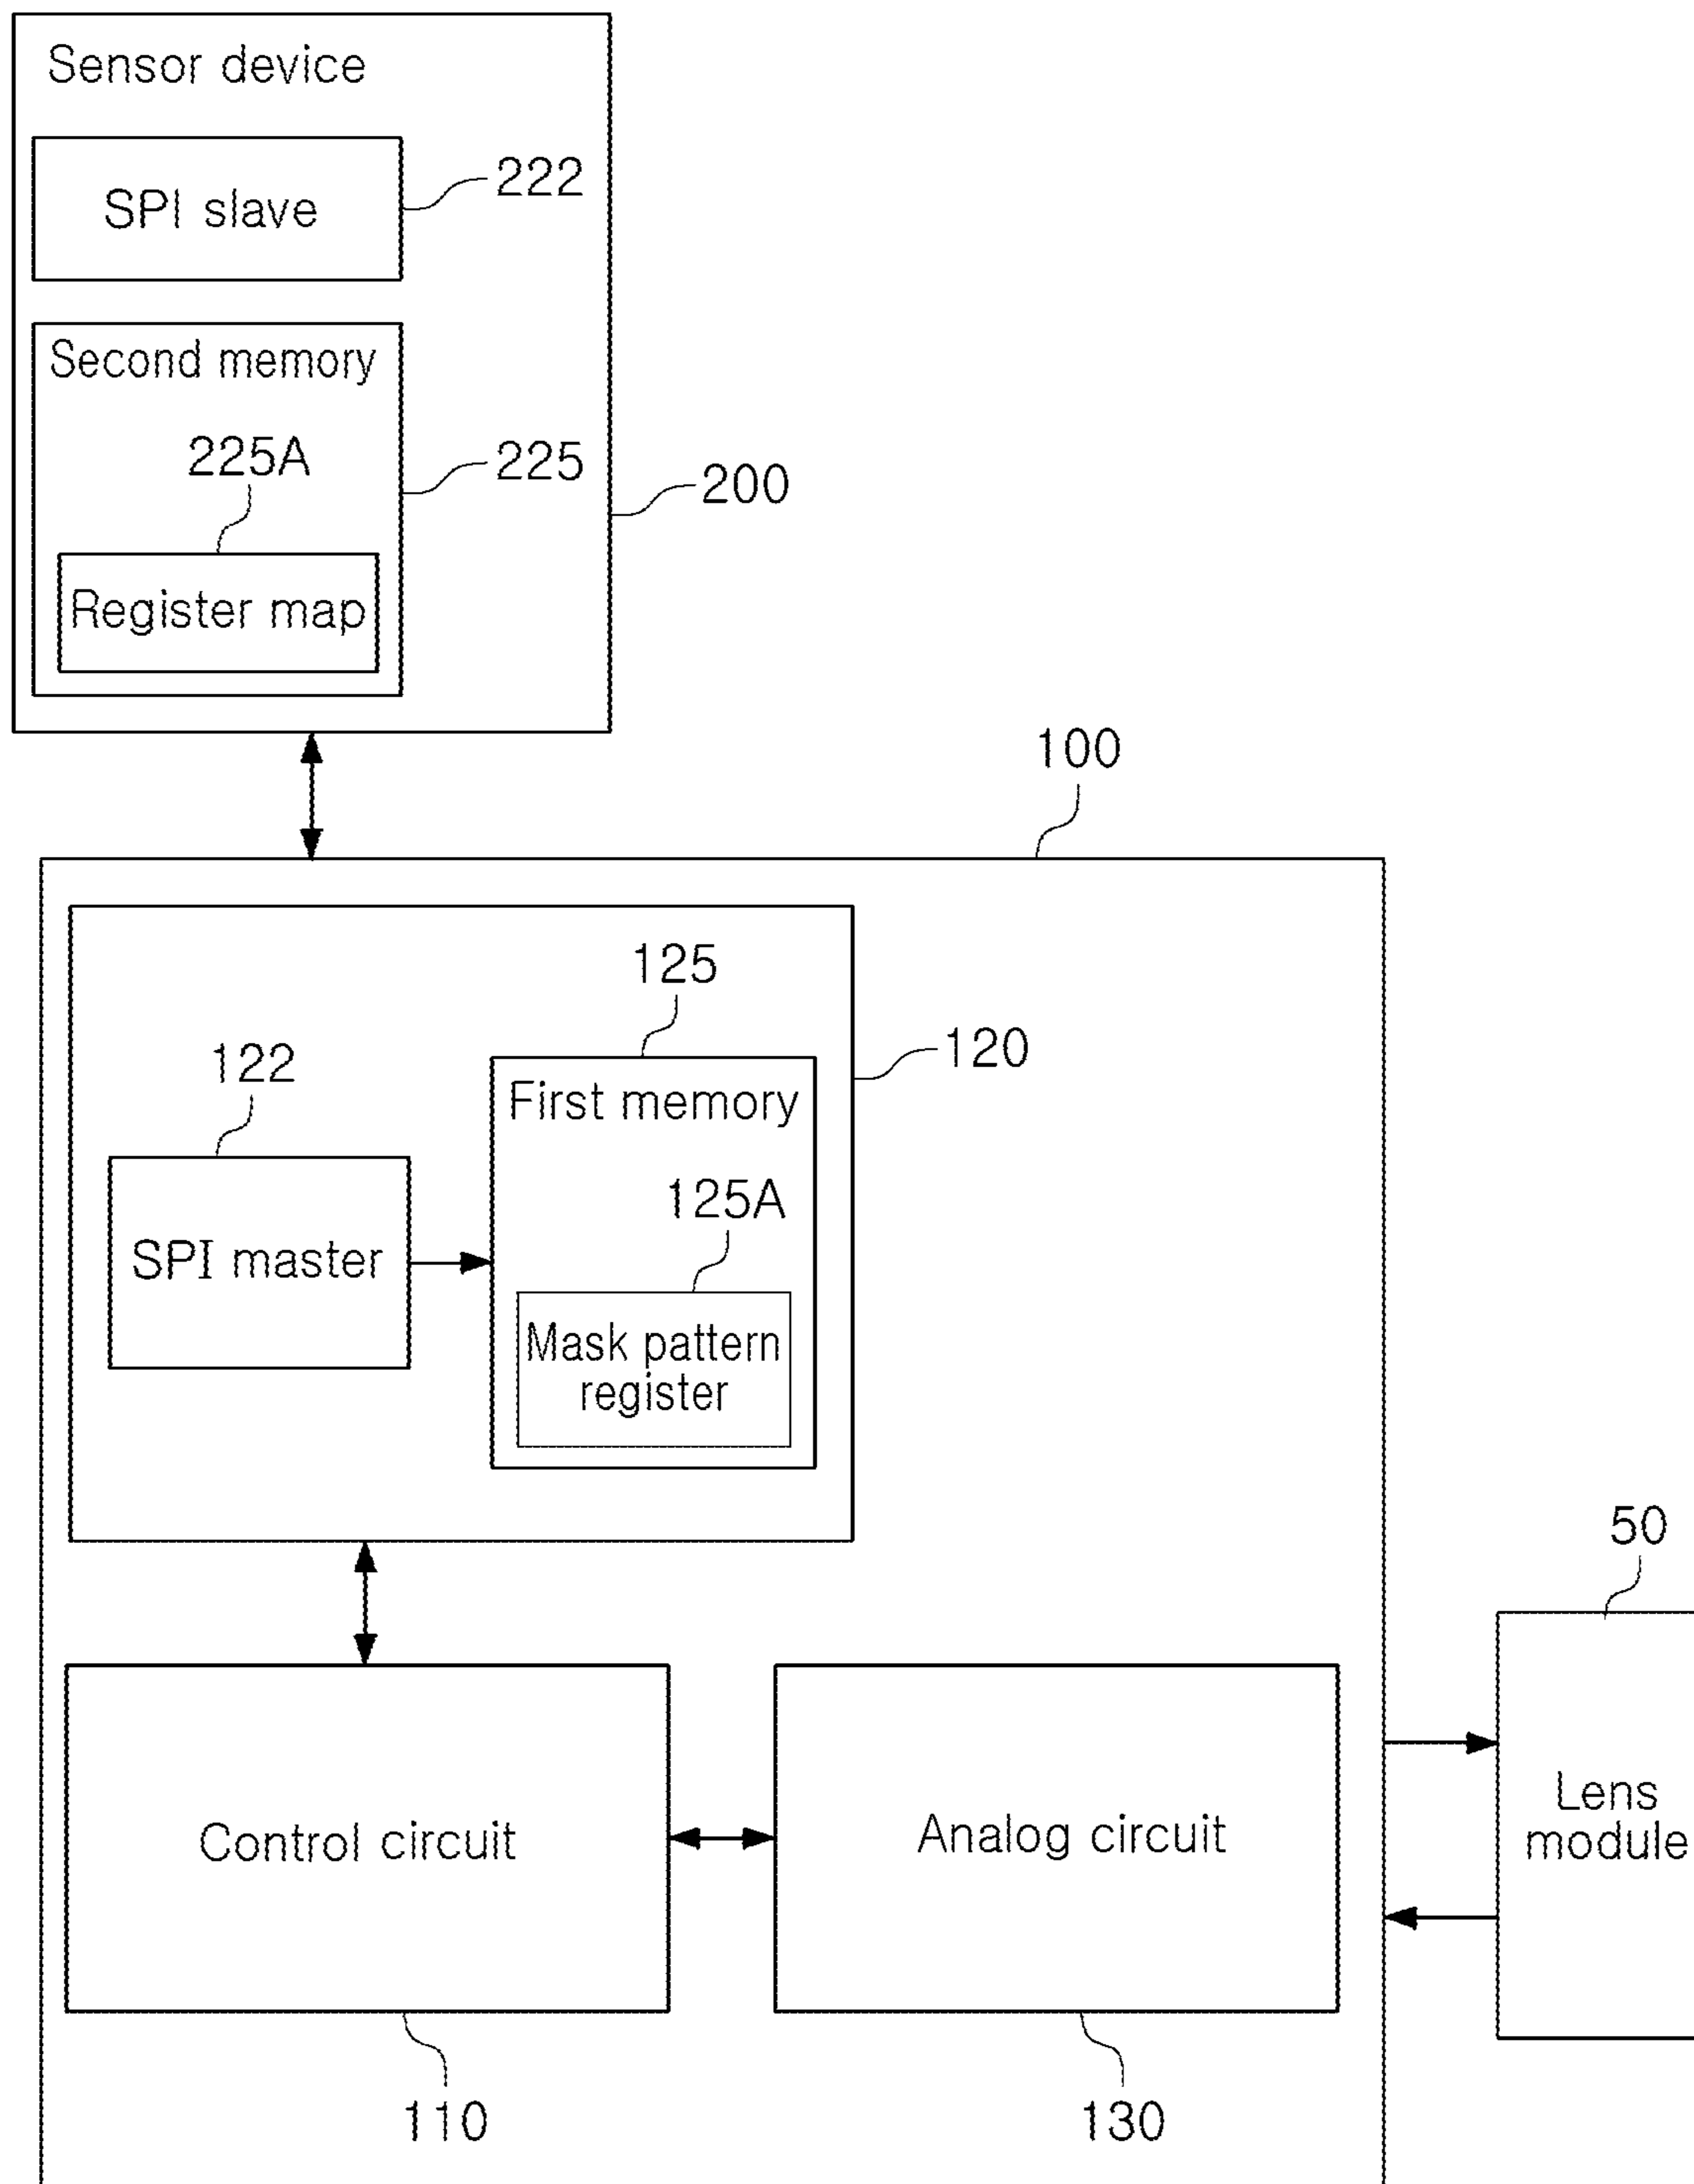 Sensor device
SPI slave
222
Second memory
225A
225
200
Register map
100
125
120
122
First memory
125A
SPI master
Mask pattern
register
50
Lens
module
Control circuit
Analog circuit
110
130